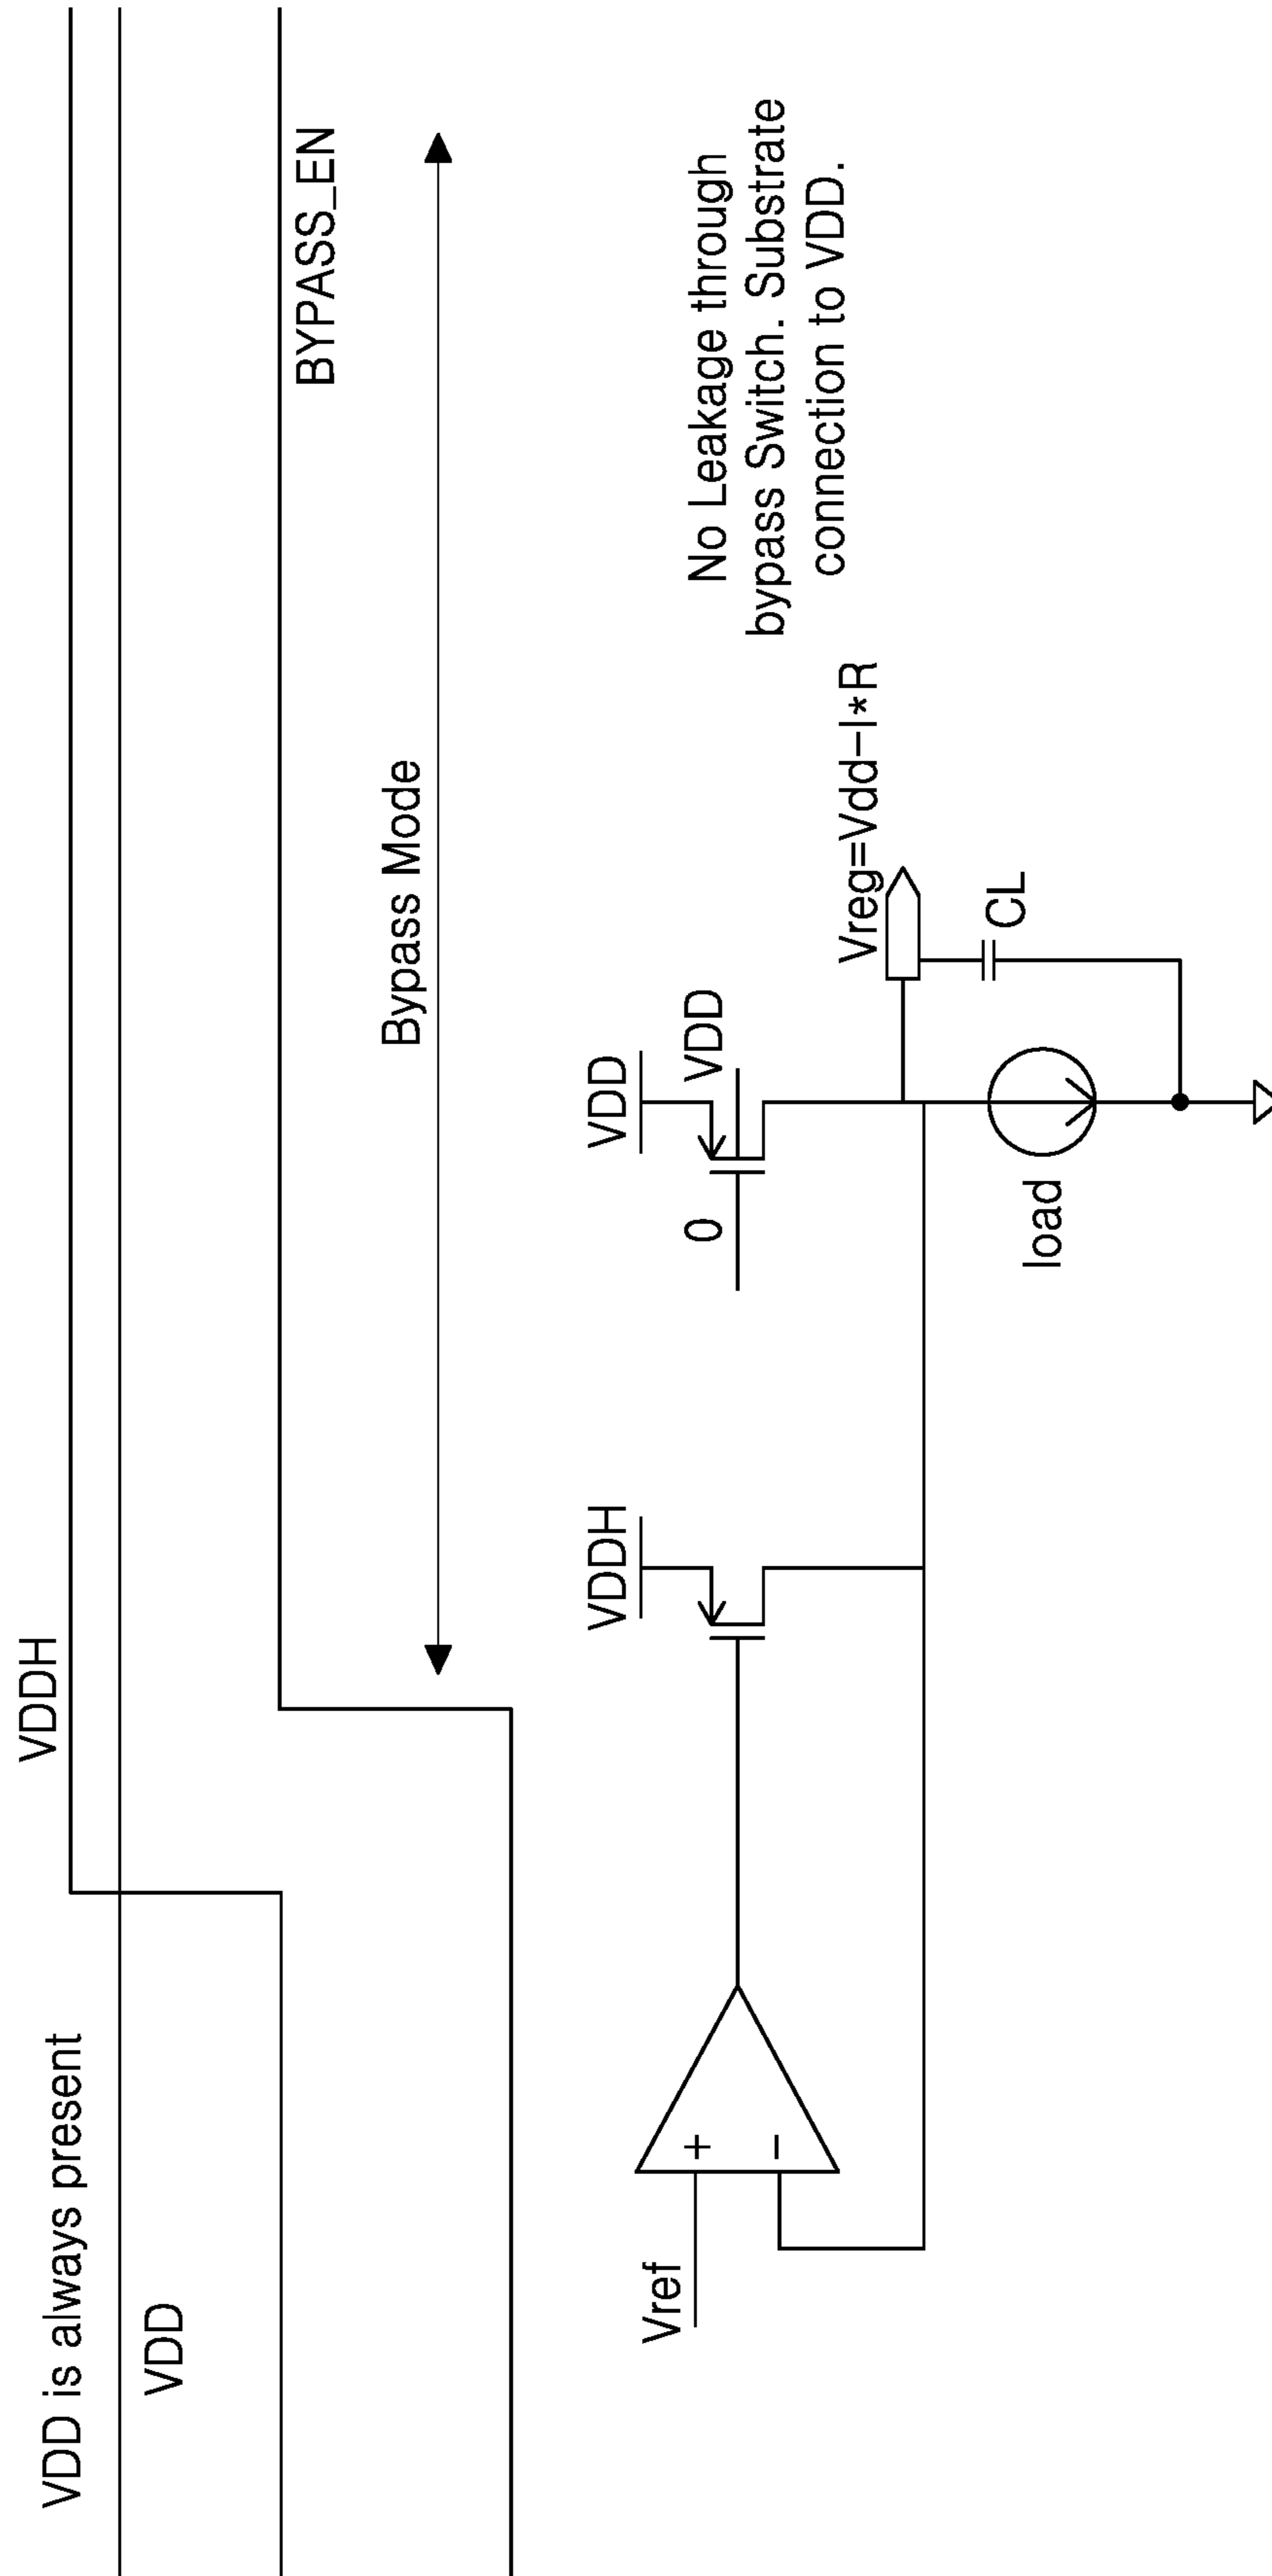 VDD is always present
VDDH
VDD
BYPASS_EN
Bypass Mode
VDDH
VDD
No Leakage through
bypass Switch. Substrate
connection to VDD.
Vref
+
−
0
VDD
Vreg=Vdd−I*R
CL
load